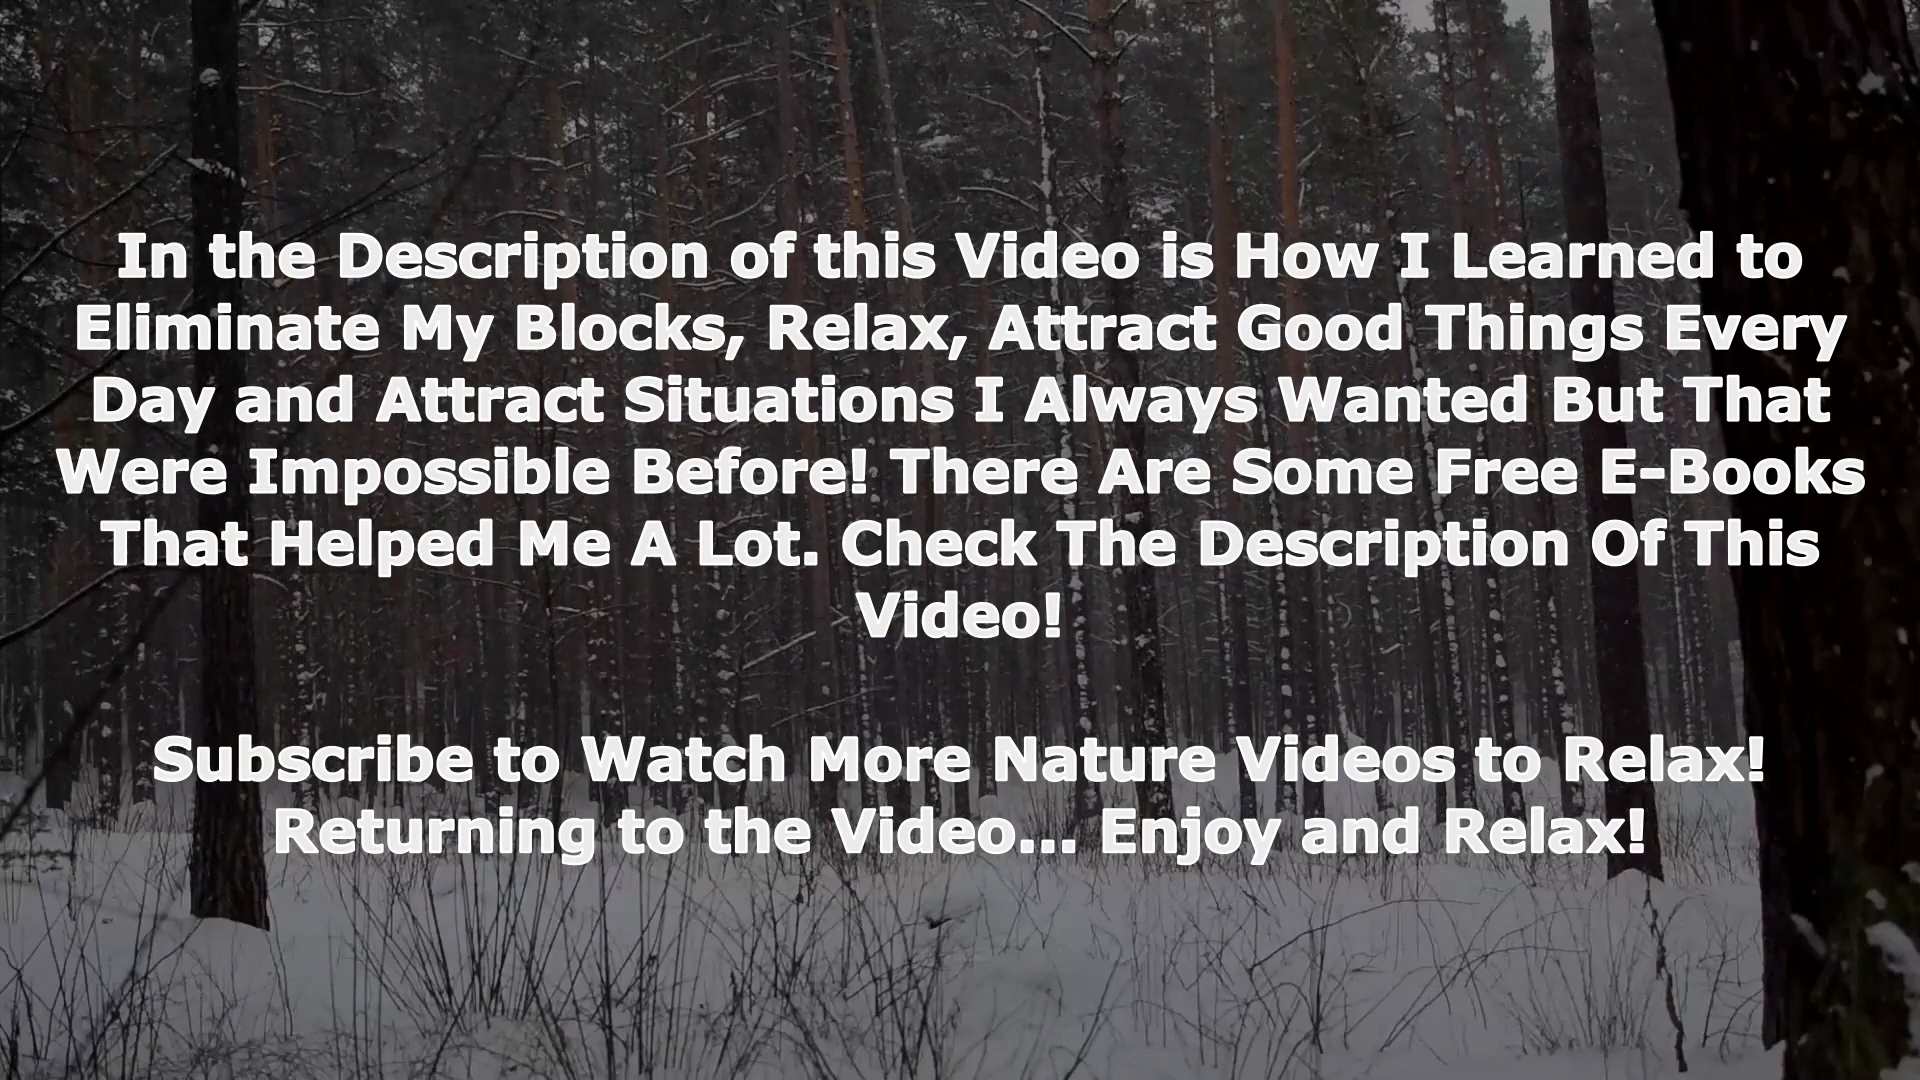 In the Description of this Video is How I Learned to
Eliminate My Blocks, Relax, Attract Good Things Every
Day and Attract Situations I Always Wanted But That
Were Impossible Before! There Are Some Free E-Books
That Helped Me A Lot. Check The Description Of This
Video!
Subscribe to Watch More Nature Videos to Relax!
Returning to the Video... Enjoy and Relax!